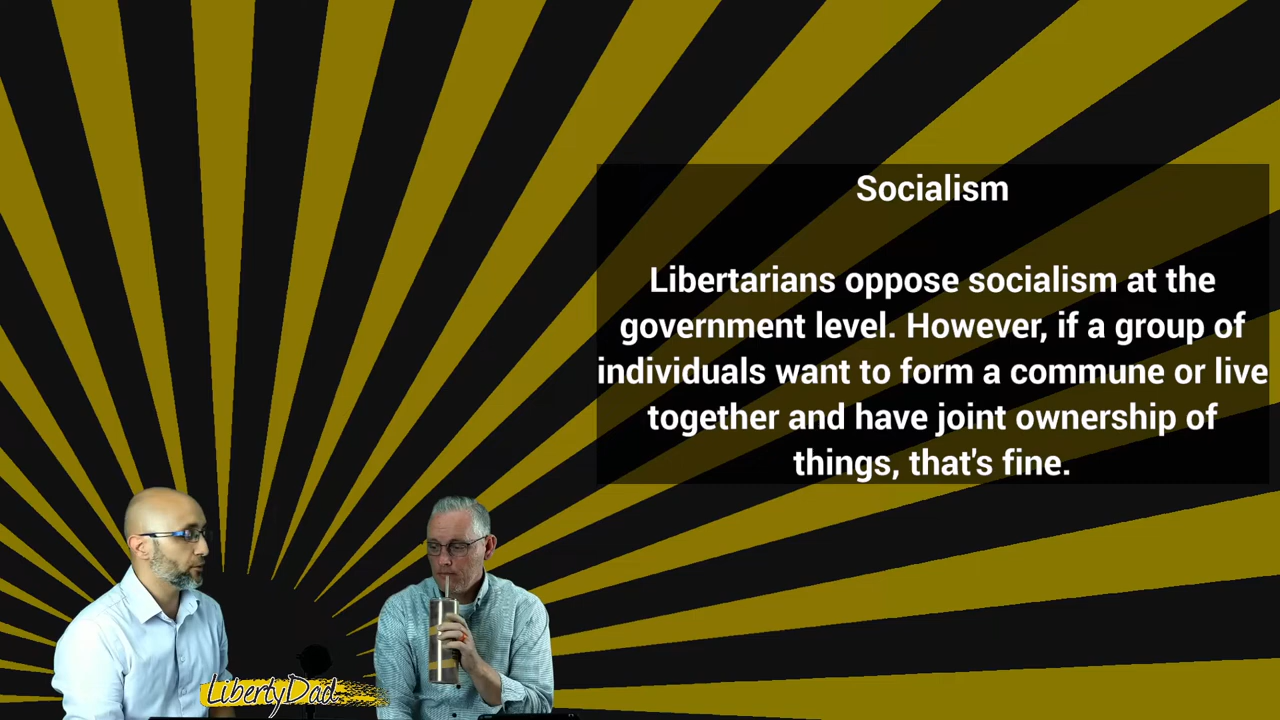 Socialism
Libertarians oppose socialism at the
government level. However, if a group of
individuals want to form a commune or live
together and have joint ownership of
things, that's fine.
LibertyDad